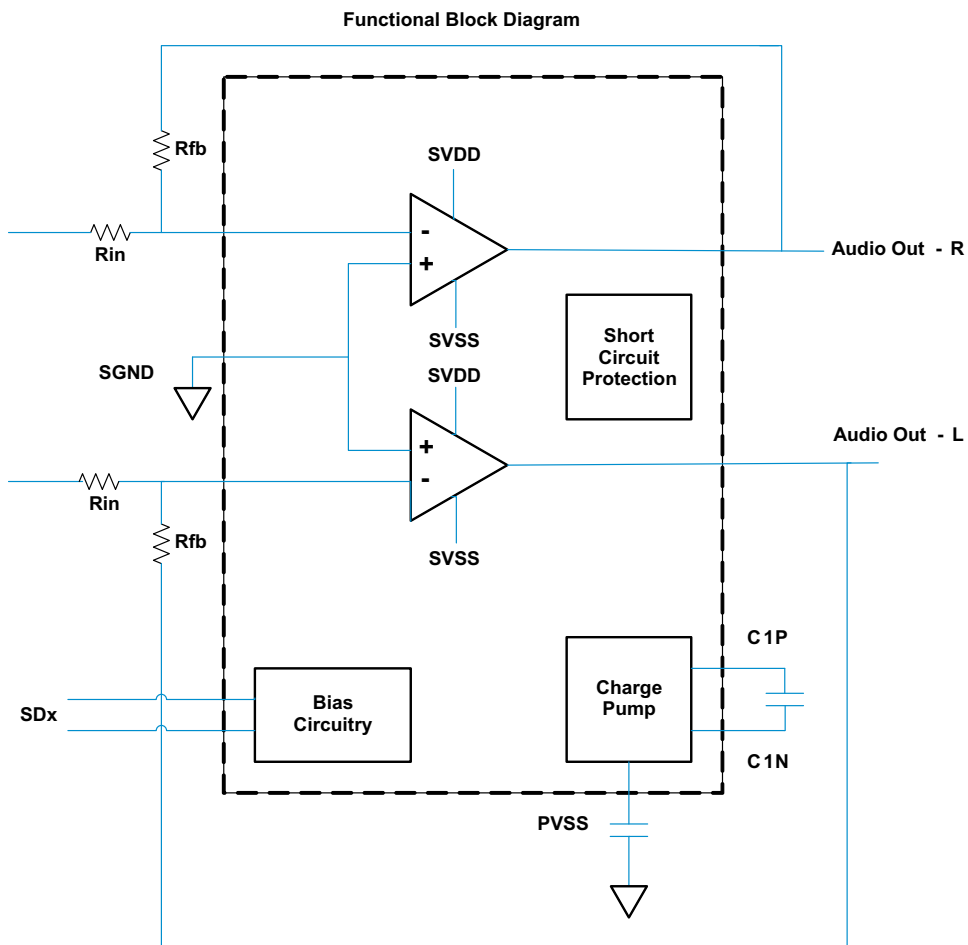 Functional Block Diagram
Rfb
SVDD
Rin
-
+
Audio Out - R
SVSS
Short
Circuit
Protection
SGND
SVDD
Audio Out - L
+
-
Rin
Rfb
SVSS
C1P
Bias
Circuitry
Charge
Pump
SDx
C1N
PVSS